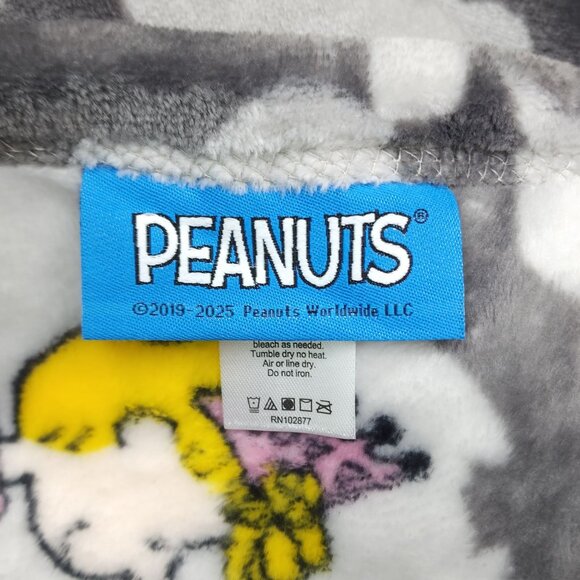 PEANUTS®
©2019-2025 Peanuts Worldwide LLC
bleach as needed.
Tumble dry no heat.
Air or line dry.
Do not iron.
RN102877